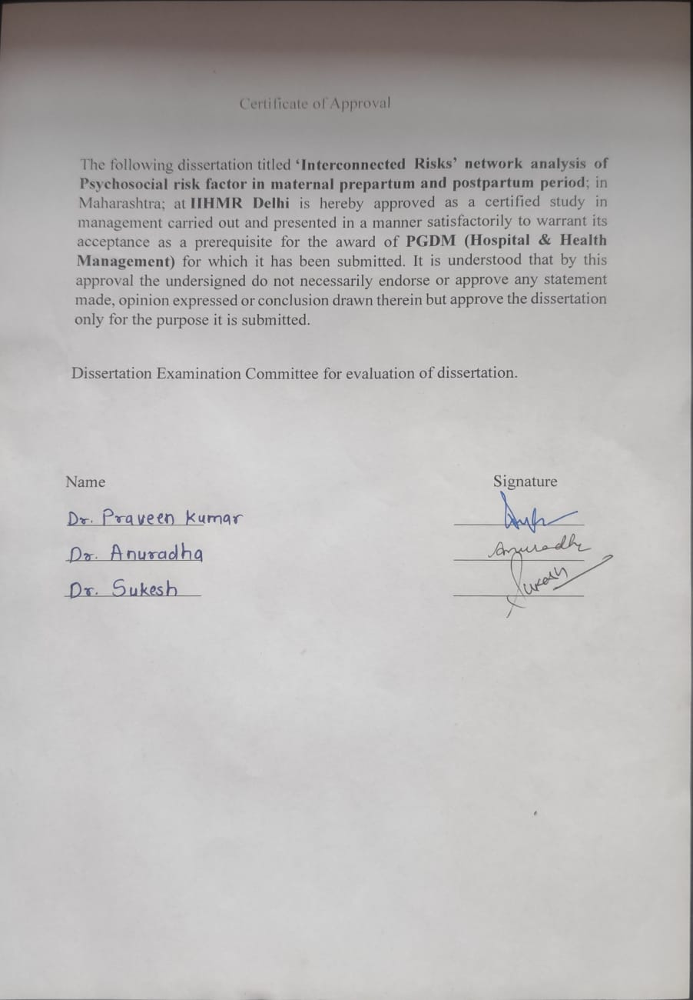 Certificate of Approval
The following dissertation titled ‘Interconnected Risks’ network analysis of
Psychosocial risk factor in maternal prepartum and postpartum period; in
Maharashtra; at IIHMR Delhi is hereby approved as a certified study in
management carried out and presented in a manner satisfactorily to warrant its
acceptance as a prerequisite for the award of PGDM (Hospital & Health
Management) for which it has been submitted. It is understood that by this
approval the undersigned do not necessarily endorse or approve any statement
made, opinion expressed or conclusion drawn therein but approve the dissertation
only for the purpose it is submitted.
Dissertation Examination Committee for evaluation of dissertation.
Name Signature
Dr. Praveen Kumar
Dr. Anuradha Anuradha
Dr. Sukesh Sukesh